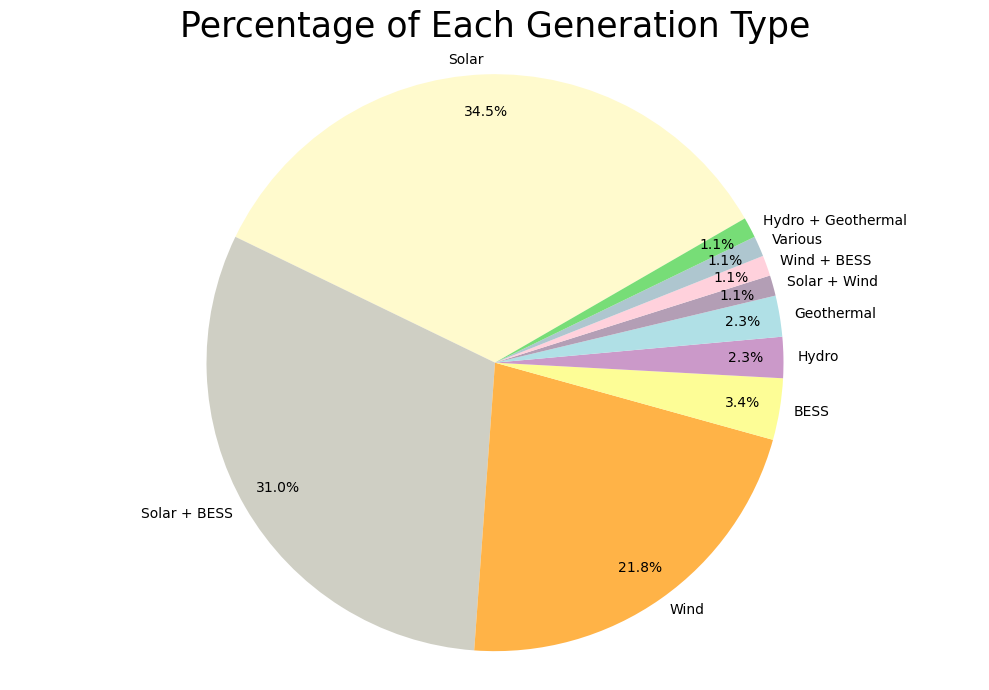 Percentage of Each Generation Type
Solar
34.5%
Hydro + Geothermal
1.1%
Various
1.1%
Wind + BESS
1.1%
Solar + Wind
1.1%
Geothermal
2.3%
Hydro
2.3%
BESS
3.4%
Solar + BESS
31.0%
Wind
21.8%